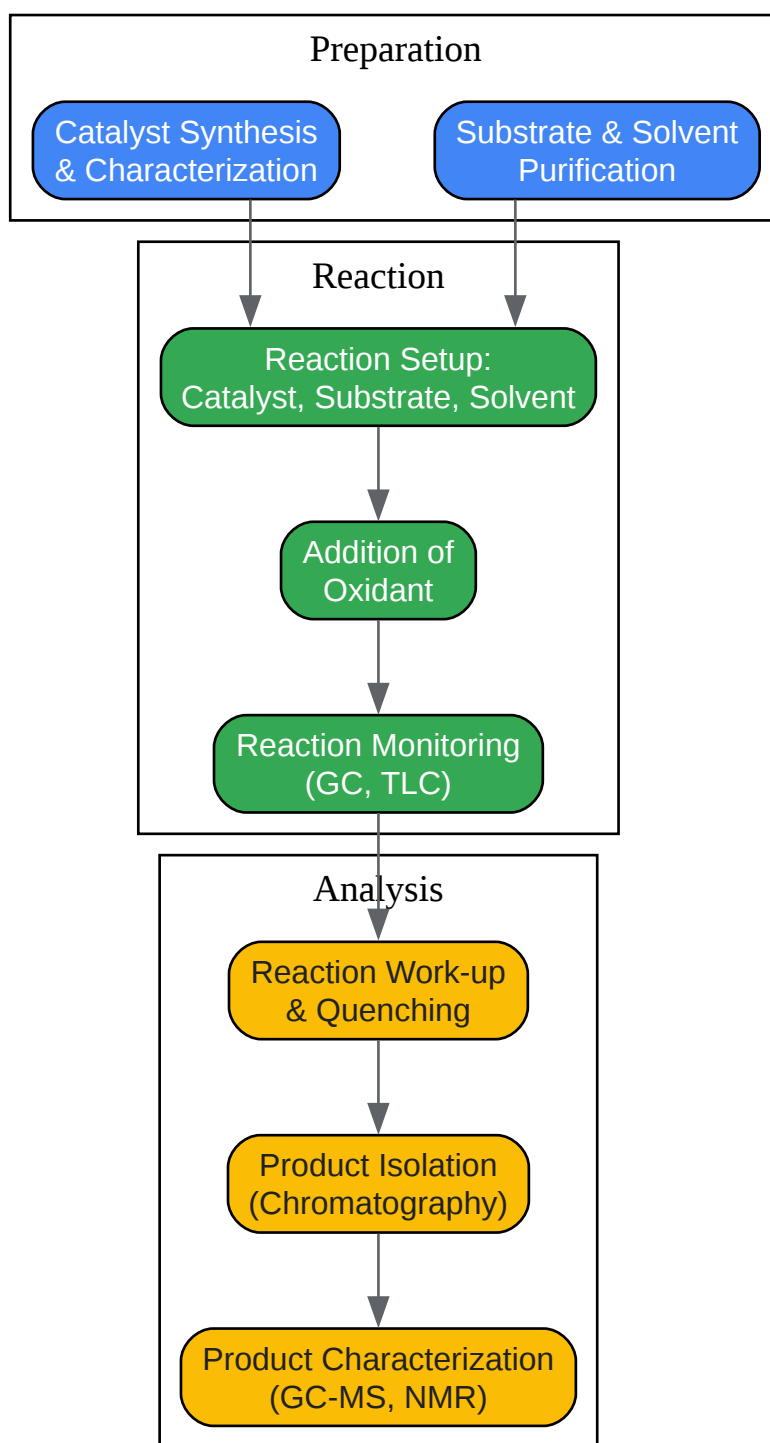 Preparation
Catalyst Synthesis
& Characterization
Substrate & Solvent
Purification
Reaction
Reaction Setup:
Catalyst, Substrate, Solvent
Addition of
Oxidant
Reaction Monitoring
(GC, TLC)
Analysis
Reaction Work-up
& Quenching
Product Isolation
(Chromatography)
Product Characterization
(GC-MS, NMR)